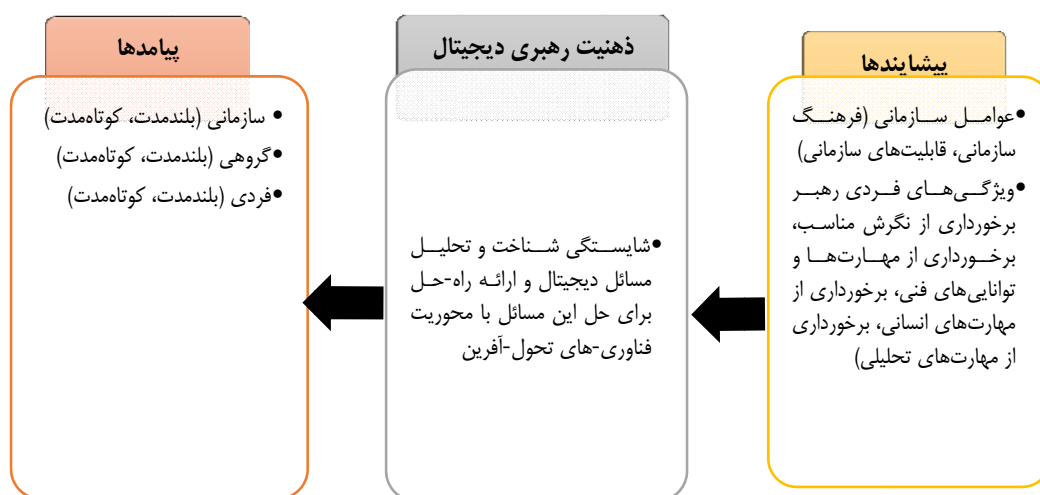 پیشایندها
•عوامل سازمانی (فرهنگ
سازمانی، قابلیت‌های سازمانی)
•ویژگی‌های فردی رهبر
برخورداری از نگرش مناسب،
برخورداری از مهارت‌ها و
توانایی‌های فنی، برخورداری از
مهارت‌های انسانی، برخورداری
از مهارت‌های تحلیلی)
ذهنیت رهبری دیجیتال
•شایستگی شناخت و تحلیل
مسائل دیجیتال و ارائه راه-حل
برای حل این مسائل با محوریت
فناوری-های تحول-آفرین
پیامدها
• سازمانی (بلندمدت، کوتاه‌مدت)
•گروهی (بلندمدت، کوتاه‌مدت)
•فردی (بلندمدت، کوتاه‌مدت)